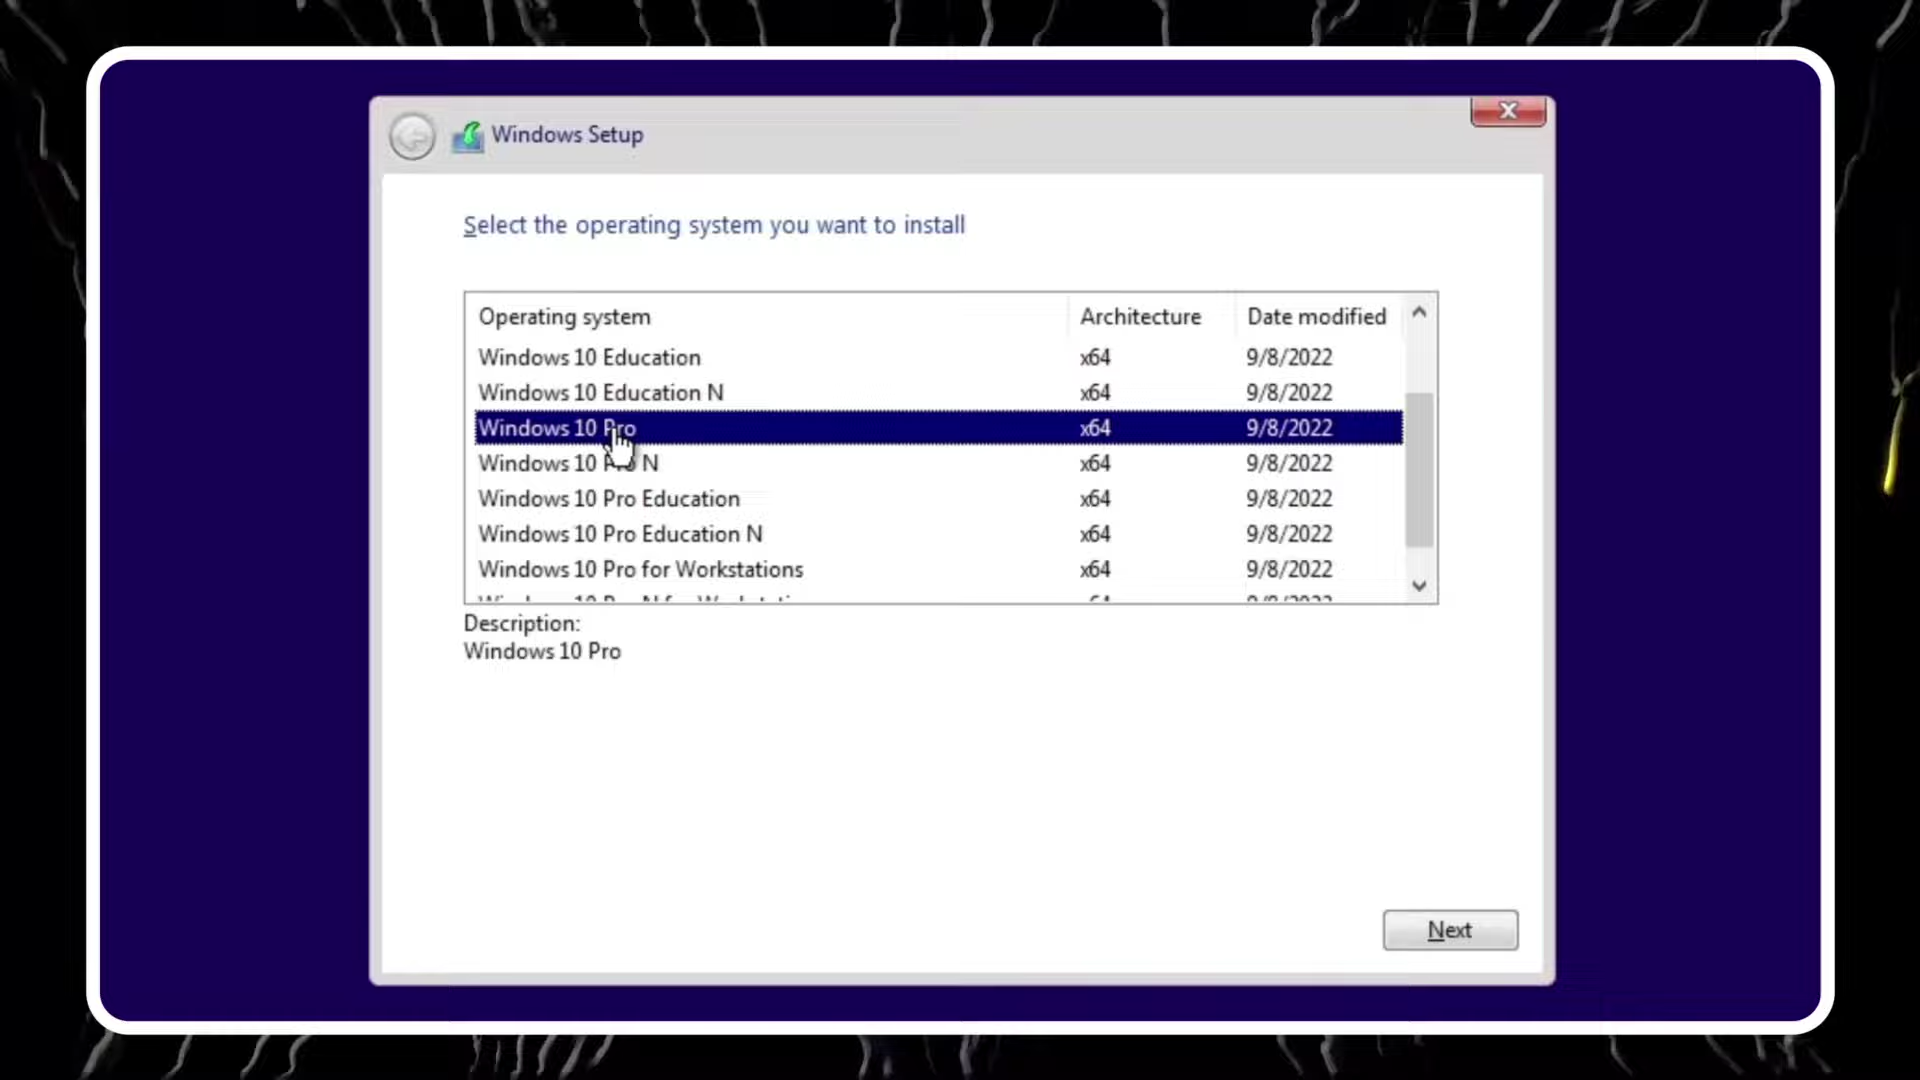 Windows Setup
Select the operating system you want to install
Operating system Architecture Date modified
Windows 10 Education x64 9/8/2022
Windows 10 Education N x64 9/8/2022
Windows 10 Pro x64 9/8/2022
Windows 10 Pro N x64 9/8/2022
Windows 10 Pro Education x64 9/8/2022
Windows 10 Pro Education N x64 9/8/2022
Windows 10 Pro for Workstations x64 9/8/2022
Description:
Windows 10 Pro
Next